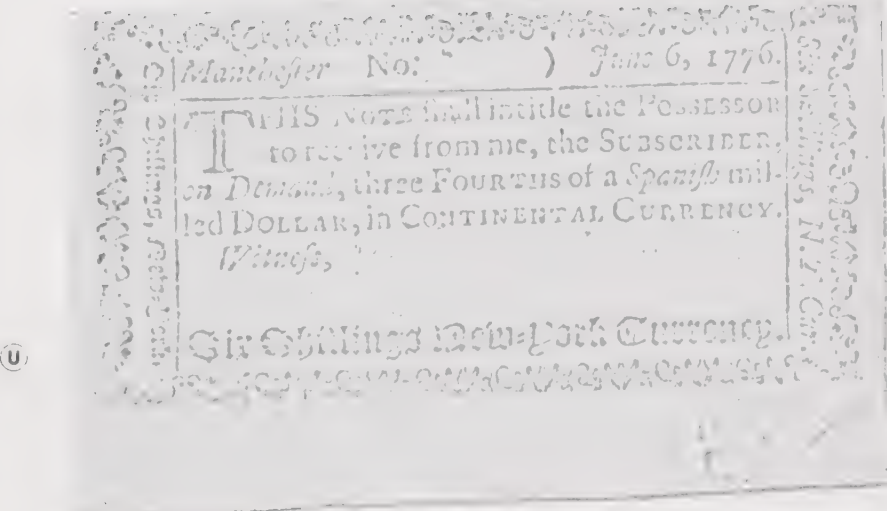 Manchester No: ) June 6, 1776.
THIS NOTE shall intitle the POSSESSOR
to receive from me, the SUBSCRIBER,
on Demand, three FOURTHS of a Spanish mil-
led DOLLAR, in CONTINENTAL CURRENCY.
Witness,
Six Shillings New-York Currency.
U